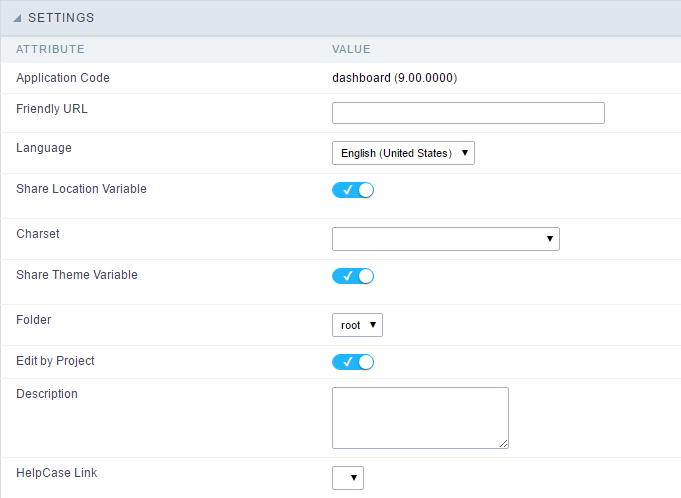 SETTINGS
ATTRIBUTE VALUE
Application Code dashboard (9.00.0000)
Friendly URL
Language English (United States)
Share Location Variable
Charset
Share Theme Variable
Folder root
Edit by Project
Description
HelpCase Link